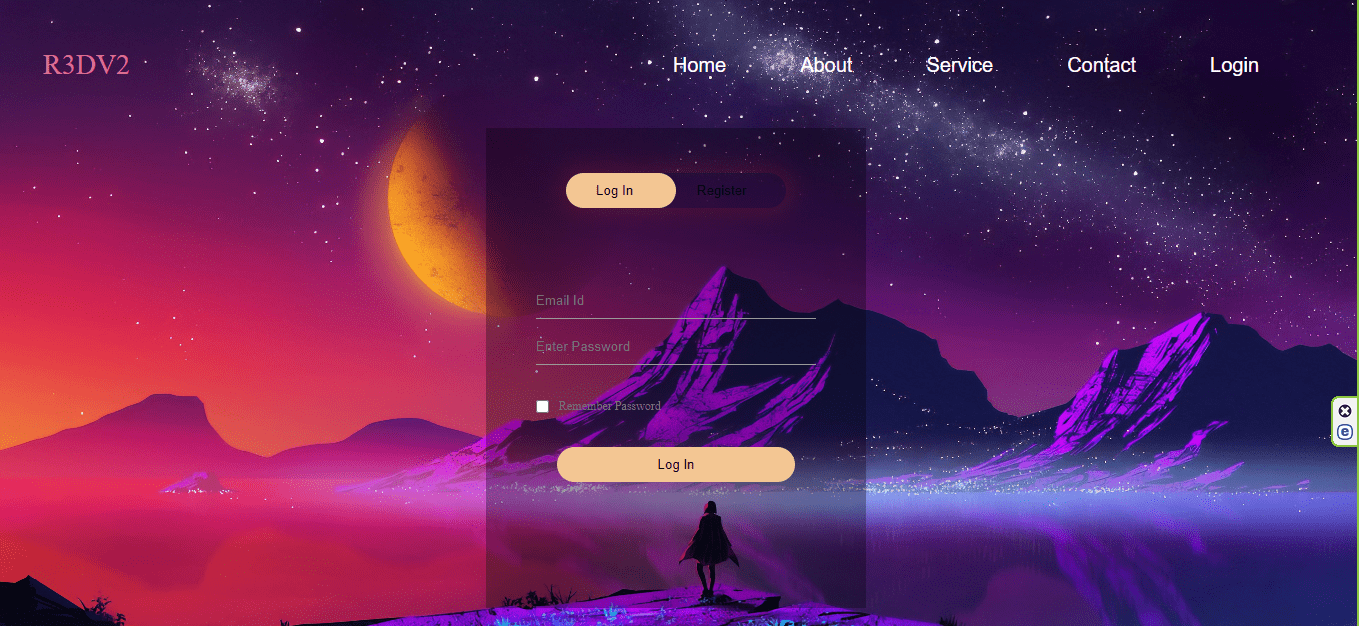 R3DV2
Home About Service Contact Login
Log In Register
Email Id
Enter Password
Remember Password
Log In